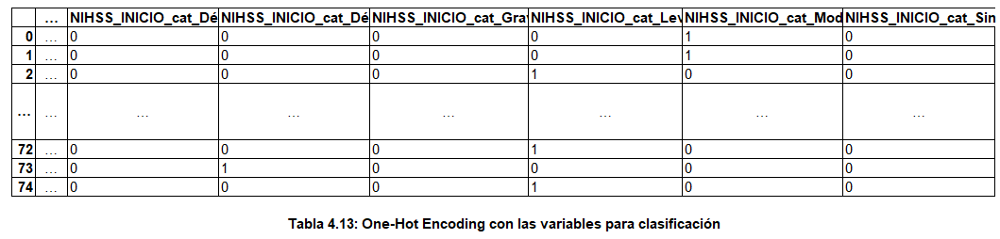 ... NIHSS_INICIO_cat_Dé NIHSS_INICIO_cat_Dé NIHSS_INICIO_cat_Gra NIHSS_INICIO_cat_Lev NIHSS_INICIO_cat_Mod NIHSS_INICIO_cat_Sin
0 ... 0 0 0 0 1 0
1 ... 0 0 0 0 1 0
2 ... 0 0 0 1 0 0
... ... ... ... ... ... ... ...
72 ... 0 0 0 1 0 0
73 ... 0 1 0 0 0 0
74 ... 0 0 0 1 0 0
Tabla 4.13: One-Hot Encoding con las variables para clasificación